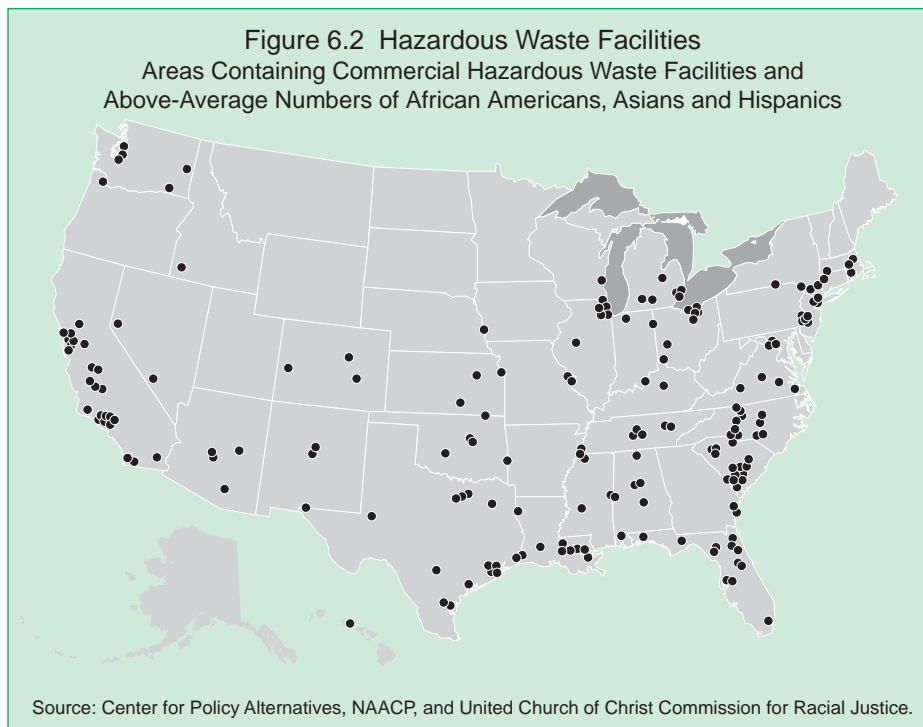 Figure 6.2 Hazardous Waste Facilities
Areas Containing Commercial Hazardous Waste Facilities and
Above-Average Numbers of African Americans, Asians and Hispanics
Source: Center for Policy Alternatives, NAACP, and United Church of Christ Commission for Racial Justice.